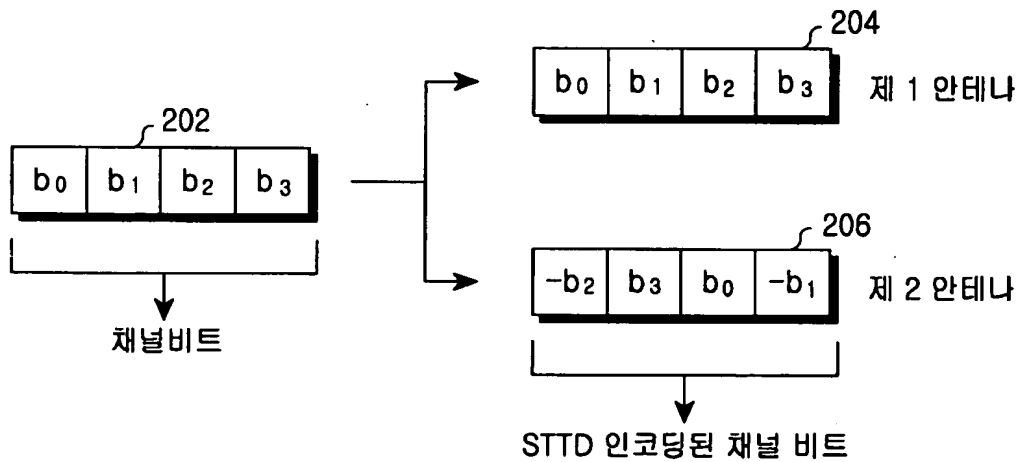 204
b0 b1 b2 b3 제 1 안테나
202
b0 b1 b2 b3
206
-b2 b3 b0 -b1 제 2 안테나
채널비트
STTD 인코딩된 채널 비트